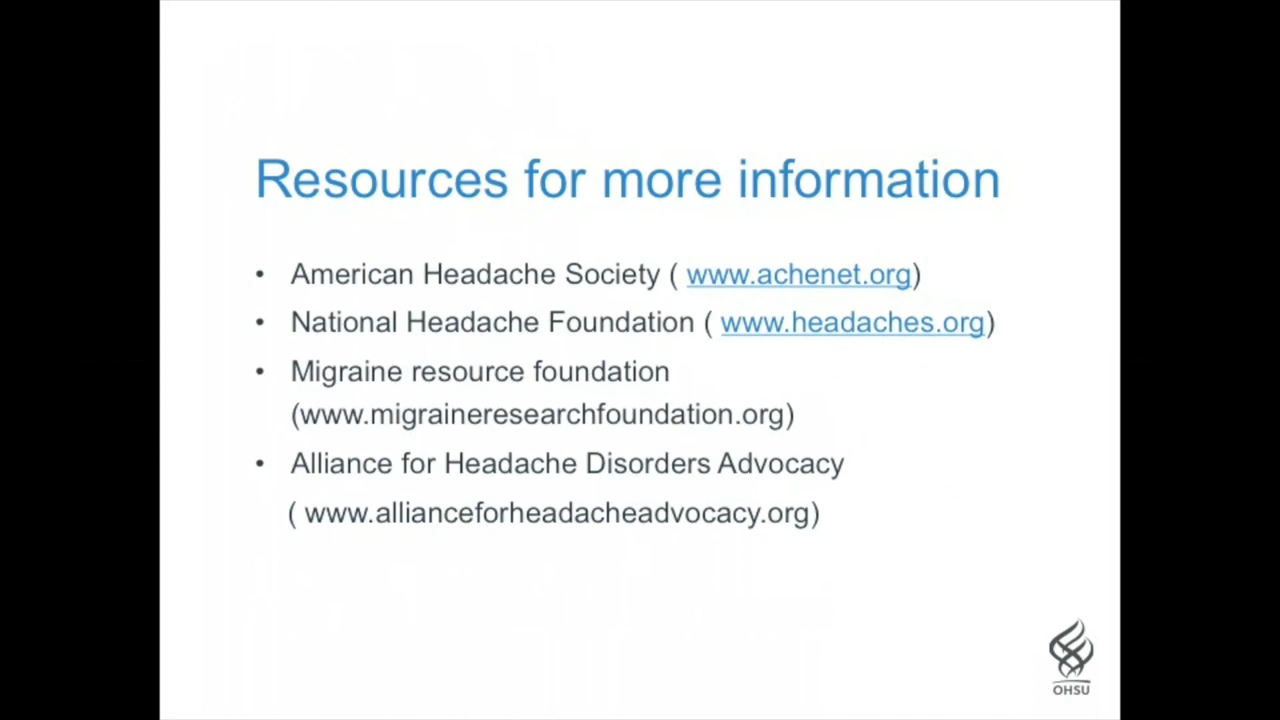 Resources for more information
• American Headache Society ( www.achenet.org)
• National Headache Foundation ( www.headaches.org)
• Migraine resource foundation
(www.migraineresearchfoundation.org)
• Alliance for Headache Disorders Advocacy
( www.allianceforheadacheadvocacy.org)
OHSU